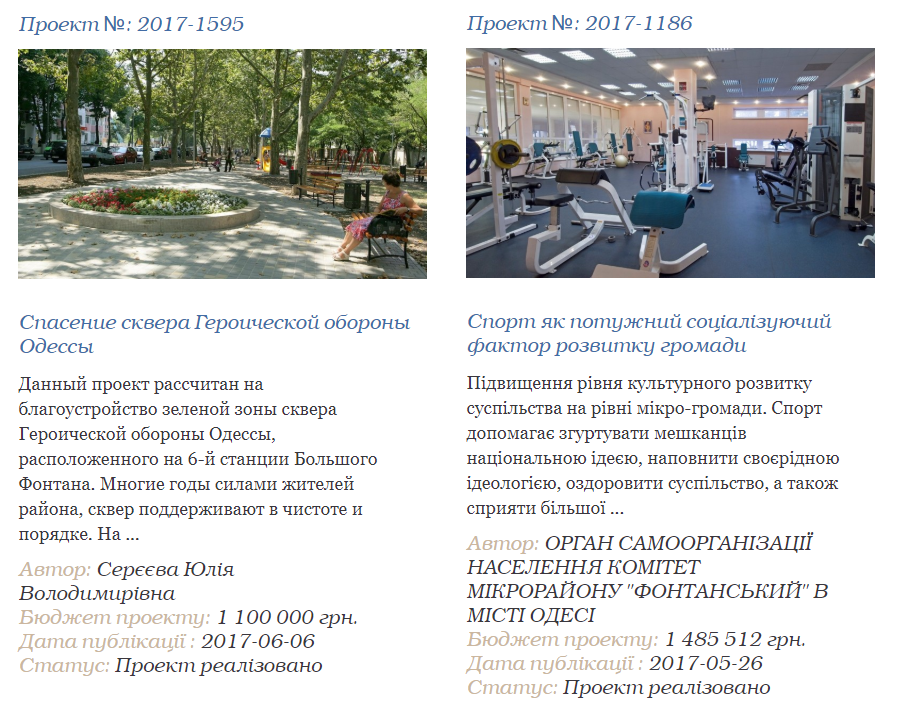 Проект №: 2017-1595
Спасение сквера Героической обороны
Одессы
Данный проект рассчитан на
благоустройство зеленой зоны сквера
Героической обороны Одессы,
расположенного на 6-й станции Большого
Фонтана. Многие годы силами жителей
района, сквер поддерживают в чистоте и
порядке. На ...
Автор: Серєєва Юлія
Володимирівна
Бюджет проекту: 1 100 000 грн.
Дата публікації : 2017-06-06
Статус: Проект реалізовано
Проект №: 2017-1186
Спорт як потужний соціалізуючий
фактор розвитку громади
Підвищення рівня культурного розвитку
суспільства на рівні мікро-громади. Спорт
допомагає згуртувати мешканців
національною ідеєю, наповнити своєрідною
ідеологією, оздоровити суспільство, а також
сприяти більшої ...
Автор: ОРГАН САМООРГАНІЗАЦІЇ
НАСЕЛЕННЯ КОМІТЕТ
МІКРОРАЙОНУ "ФОНТАНСЬКИЙ" В
МІСТІ ОДЕСІ
Бюджет проекту: 1 485 512 грн.
Дата публікації : 2017-05-26
Статус: Проект реалізовано